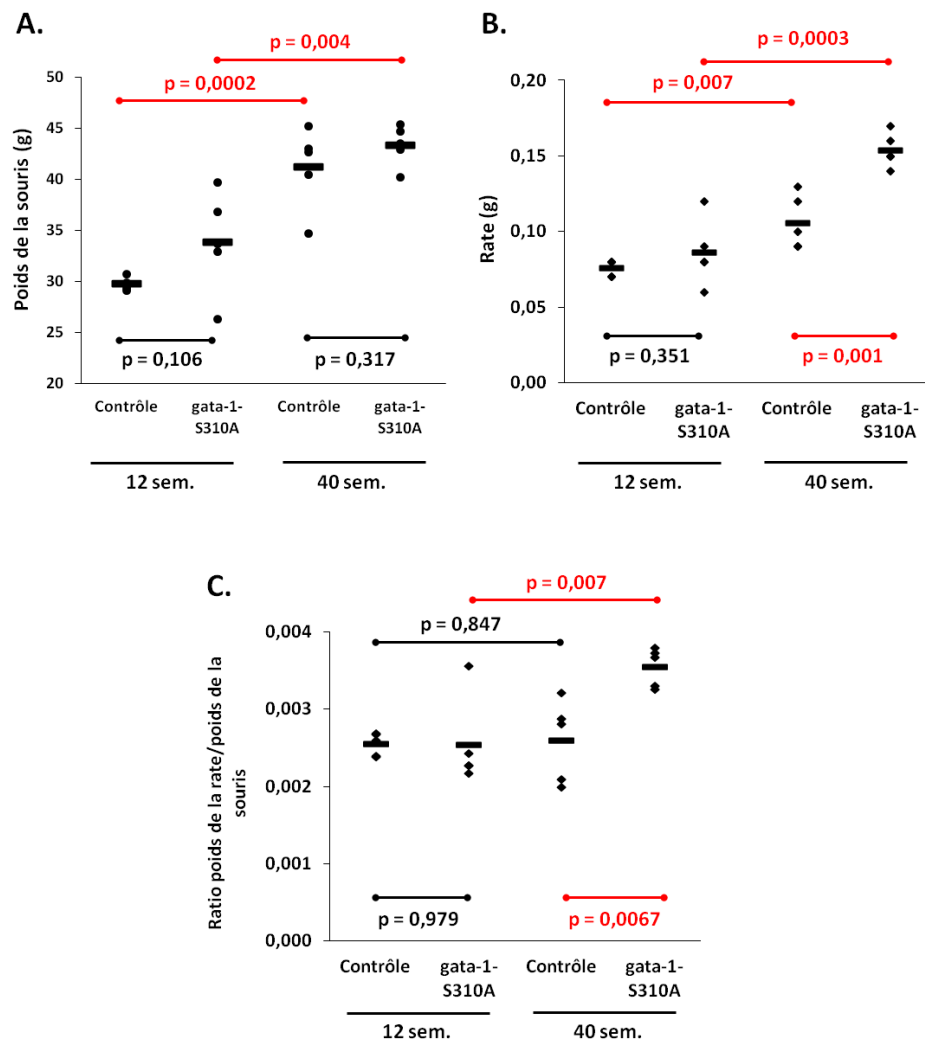 A.
p = 0,004
p = 0,0002
50
45
40
35
30
25
20
Poids de la souris (g)
p = 0,106
p = 0,317
Contrôle
gata-1-
S310A
Contrôle
gata-1-
S310A
12 sem.
40 sem.
B.
p = 0,0003
p = 0,007
0,20
0,15
0,10
0,05
0,00
Rate (g)
p = 0,351
p = 0,001
Contrôle
gata-1-
S310A
Contrôle
gata-1-
S310A
12 sem.
40 sem.
C.
p = 0,007
p = 0,847
0,004
0,003
0,002
0,001
0,000
Ratio poids de la rate/poids de la
souris
p = 0,979
p = 0,0067
Contrôle
gata-1-
S310A
Contrôle
gata-1-
S310A
12 sem.
40 sem.